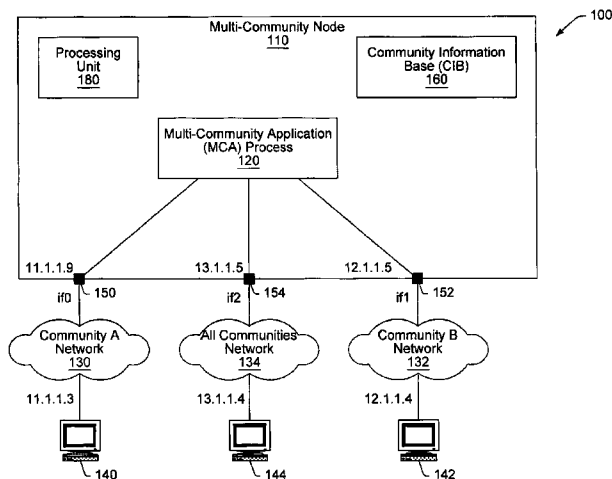 100
Multi-Community Node
110
Processing
Unit
180
Community Information
Base (CIB)
160
Multi-Community Application
(MCA) Process
120
11.1.1.9
13.1.1.5
12.1.1.5
if0
150
if2
154
if1
152
Community A
Network
130
All Communities
Network
134
Community B
Network
132
11.1.1.3
13.1.1.4
12.1.1.4
140
144
142